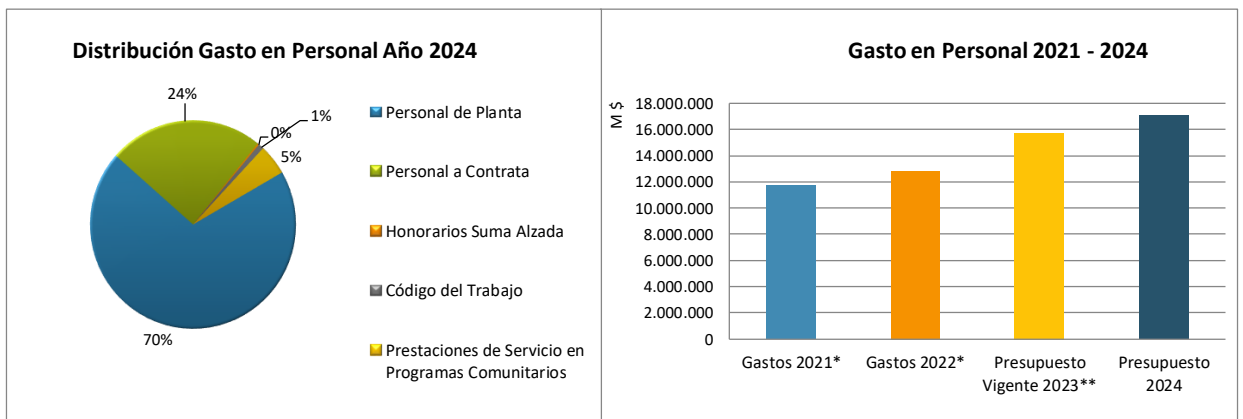 Distribución Gasto en Personal Año 2024
24%
1%
0%
5%
70%
Personal de Planta
Personal a Contrata
Honorarios Suma Alzada
Código del Trabajo
Prestaciones de Servicio en
Programas Comunitarios
Gasto en Personal 2021 - 2024
M $
18.000.000
16.000.000
14.000.000
12.000.000
10.000.000
8.000.000
6.000.000
4.000.000
2.000.000
0
Gastos 2021*
Gastos 2022*
Presupuesto
Vigente 2023**
Presupuesto
2024